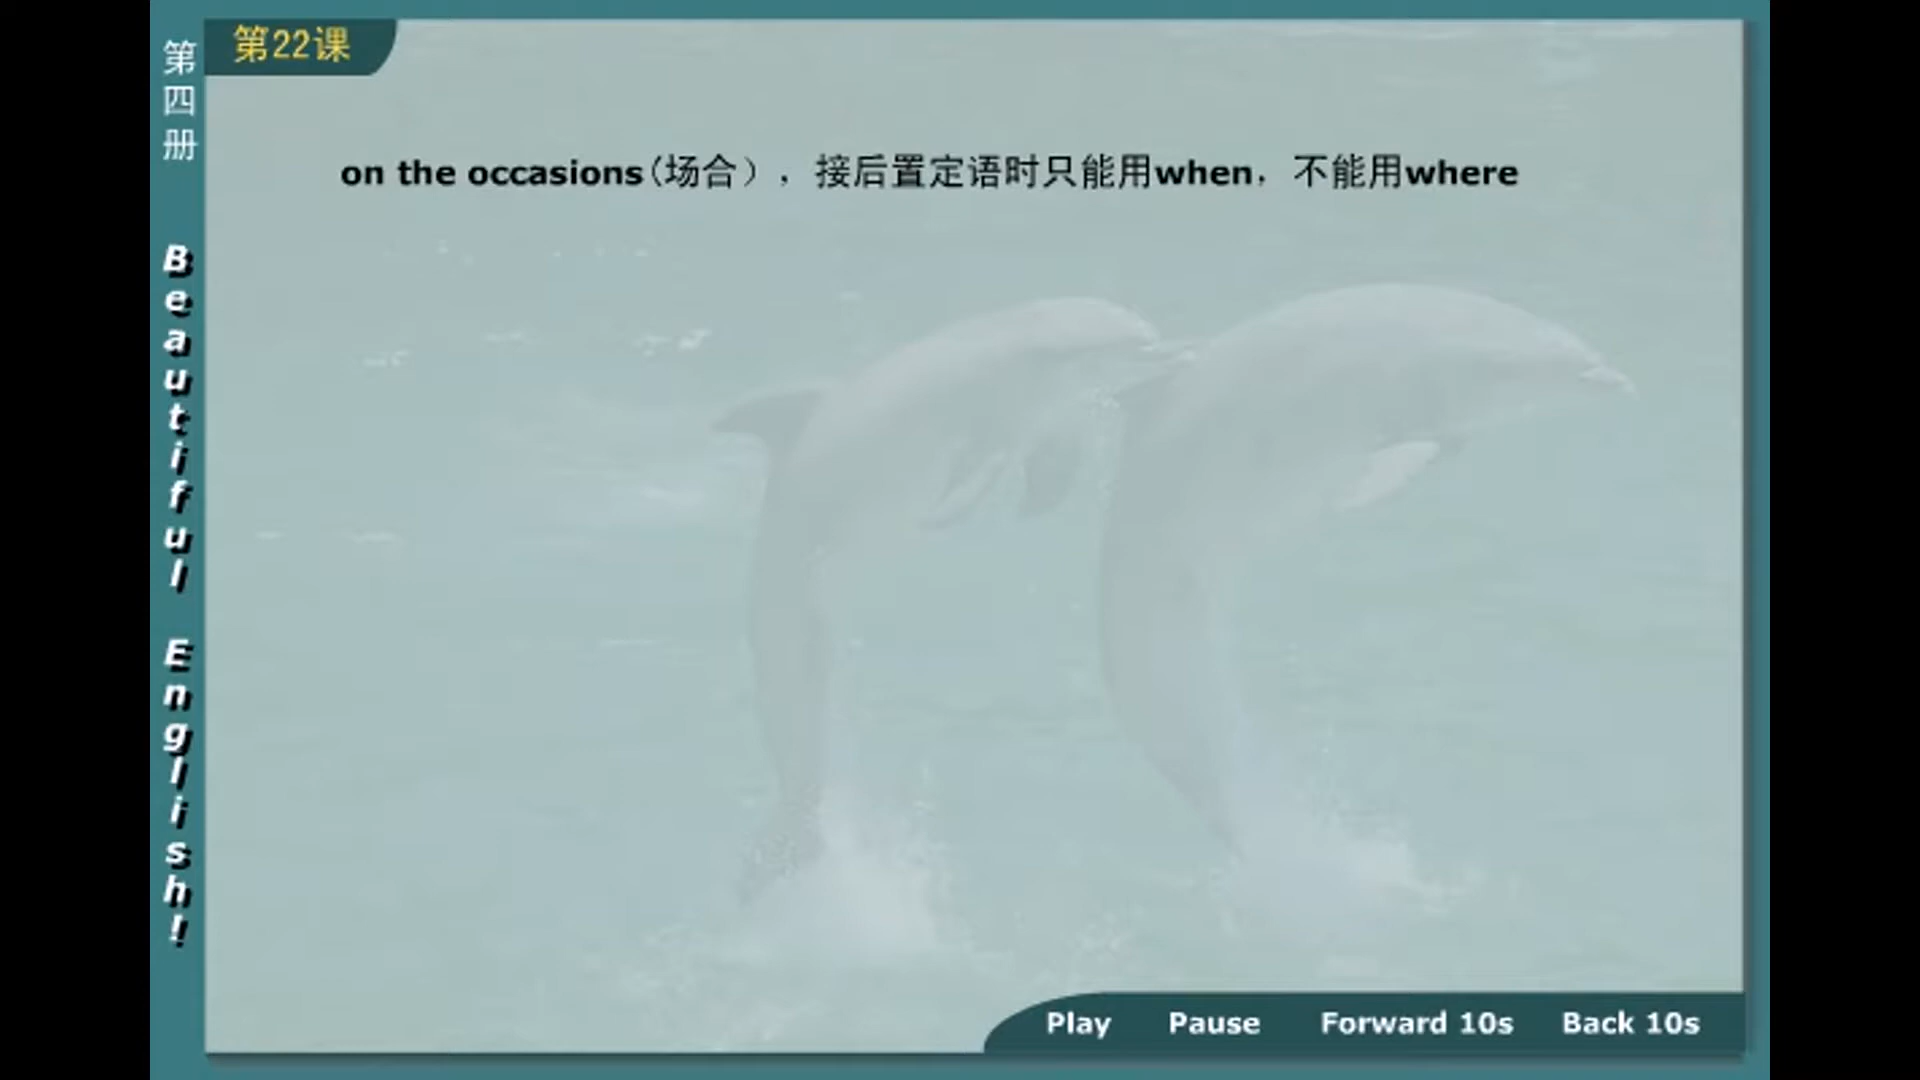 第四册
Beautiful English!
第22课
on the occasions(场合），接后置定语时只能用when，不能用where
Play Pause Forward 10s Back 10s